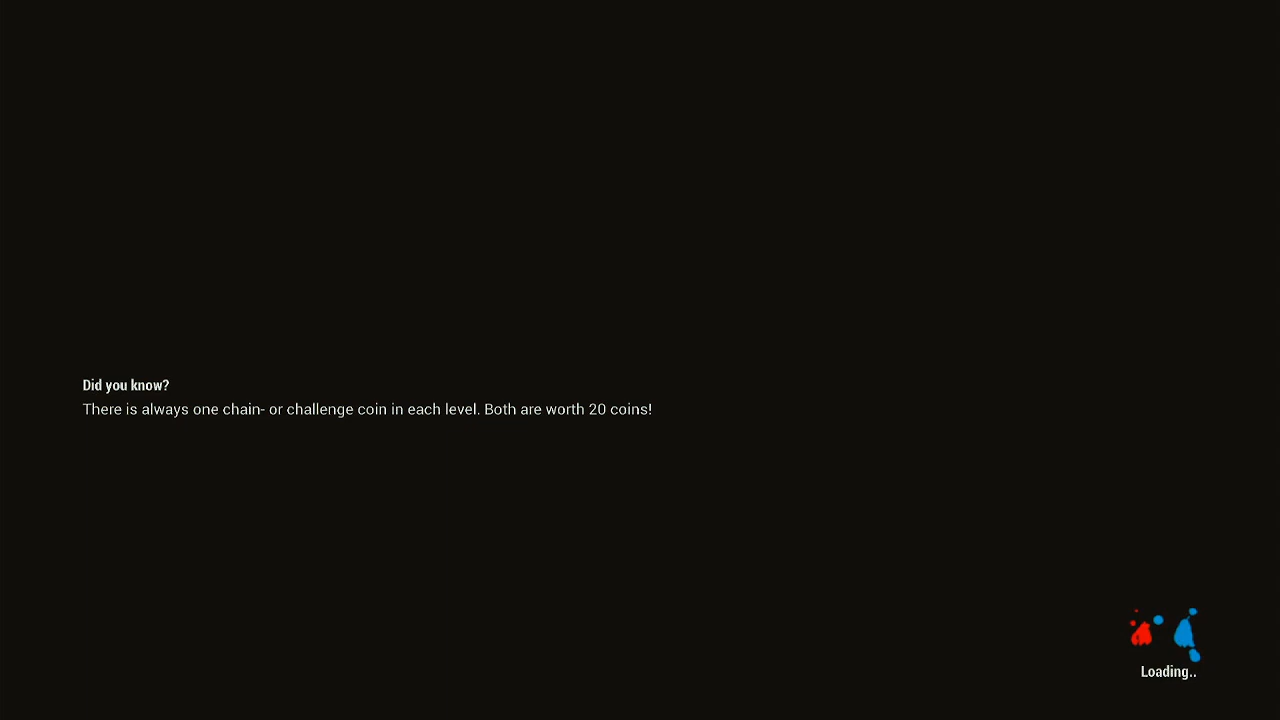 Did you know?
There is always one chain- or challenge coin in each level. Both are worth 20 coins!
Loading..